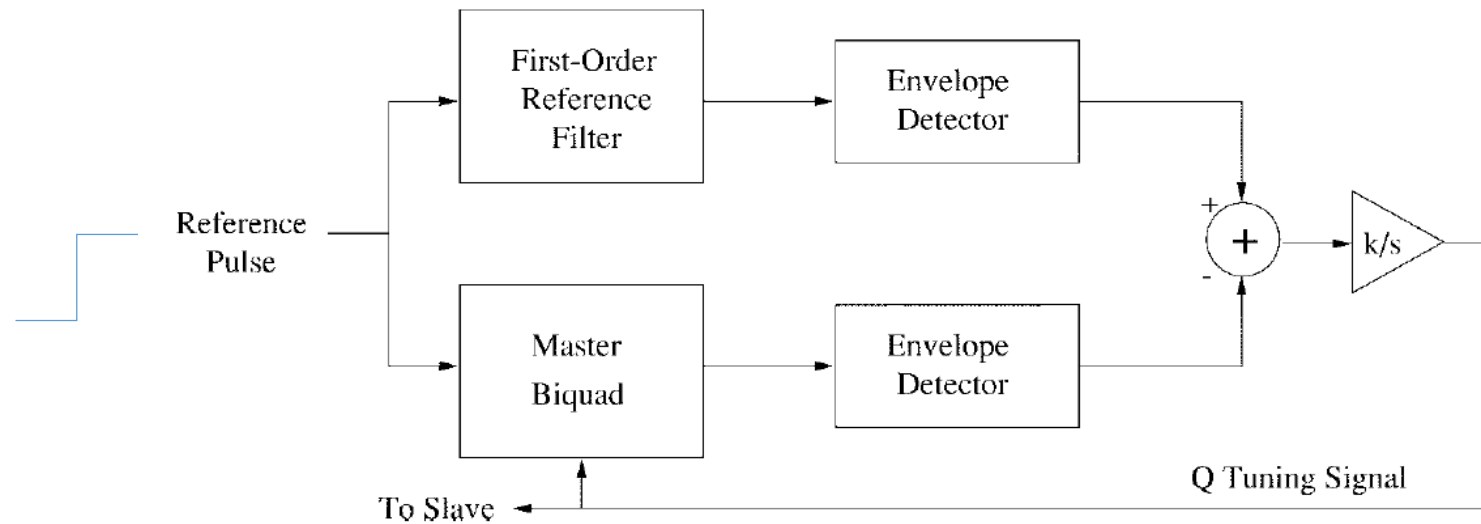 First-Order
Reference
Filter
Envelope
Detector
Reference
Pulse
+
+
-
k/s
Master
Biquad
Envelope
Detector
Q Tuning Signal
To Slave